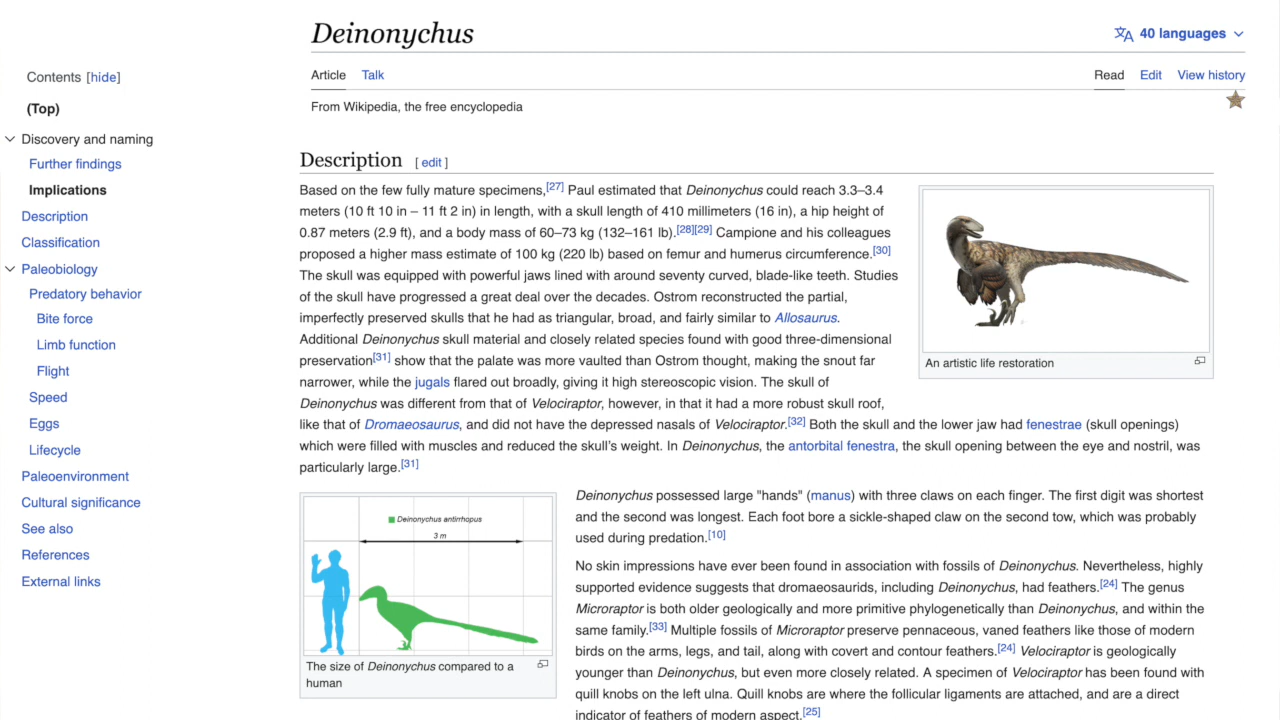 Deinonychus
40 languages
Contents [hide]
Article Talk
Read Edit View history
(Top)
From Wikipedia, the free encyclopedia
Discovery and naming
Further findings
Implications
Description
Classification
Paleobiology
Predatory behavior
Bite force
Limb function
Flight
Speed
Eggs
Lifecycle
Paleoenvironment
Cultural significance
See also
References
External links
Description [ edit ]
Based on the few fully mature specimens,[27] Paul estimated that Deinonychus could reach 3.3–3.4
meters (10 ft 10 in – 11 ft 2 in) in length, with a skull length of 410 millimeters (16 in), a hip height of
0.87 meters (2.9 ft), and a body mass of 60–73 kg (132–161 lb).[28][29] Campione and his colleagues
proposed a higher mass estimate of 100 kg (220 lb) based on femur and humerus circumference.[30]
The skull was equipped with powerful jaws lined with around seventy curved, blade-like teeth. Studies
of the skull have progressed a great deal over the decades. Ostrom reconstructed the partial,
imperfectly preserved skulls that he had as triangular, broad, and fairly similar to Allosaurus.
Additional Deinonychus skull material and closely related species found with good three-dimensional
preservation[31] show that the palate was more vaulted than Ostrom thought, making the snout far
narrower, while the jugals flared out broadly, giving it high stereoscopic vision. The skull of
Deinonychus was different from that of Velociraptor, however, in that it had a more robust skull roof,
like that of Dromaeosaurus, and did not have the depressed nasals of Velociraptor.[32] Both the skull and the lower jaw had fenestrae (skull openings)
which were filled with muscles and reduced the skull's weight. In Deinonychus, the antorbital fenestra, the skull opening between the eye and nostril, was
particularly large.[31]
An artistic life restoration
Deinonychus antirrhopus
3 m
The size of Deinonychus compared to a
human
Deinonychus possessed large "hands" (manus) with three claws on each finger. The first digit was shortest
and the second was longest. Each foot bore a sickle-shaped claw on the second tow, which was probably
used during predation.[10]
No skin impressions have ever been found in association with fossils of Deinonychus. Nevertheless, highly
supported evidence suggests that dromaeosaurids, including Deinonychus, had feathers.[24] The genus
Microraptor is both older geologically and more primitive phylogenetically than Deinonychus, and within the
same family.[33] Multiple fossils of Microraptor preserve pennaceous, vaned feathers like those of modern
birds on the arms, legs, and tail, along with covert and contour feathers.[24] Velociraptor is geologically
younger than Deinonychus, but even more closely related. A specimen of Velociraptor has been found with
quill knobs on the left ulna. Quill knobs are where the follicular ligaments are attached, and are a direct
indicator of feathers of modern aspect.[25]